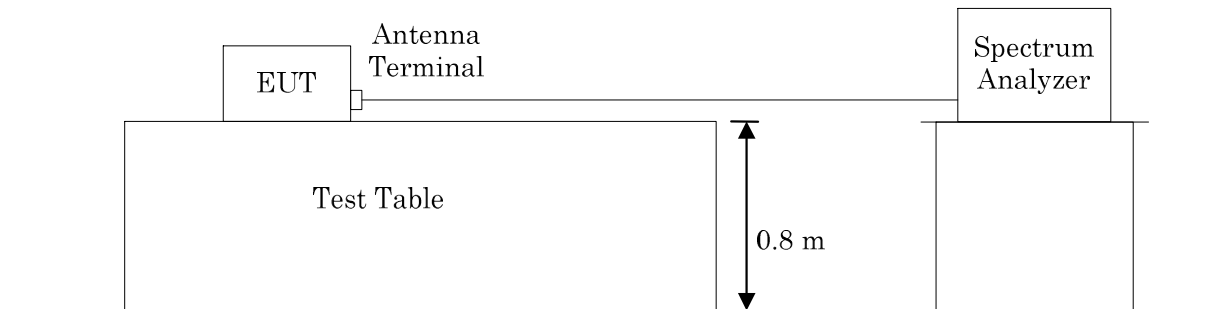 EUT
Antenna
Terminal
Spectrum
Analyzer
Test Table
0.8 m